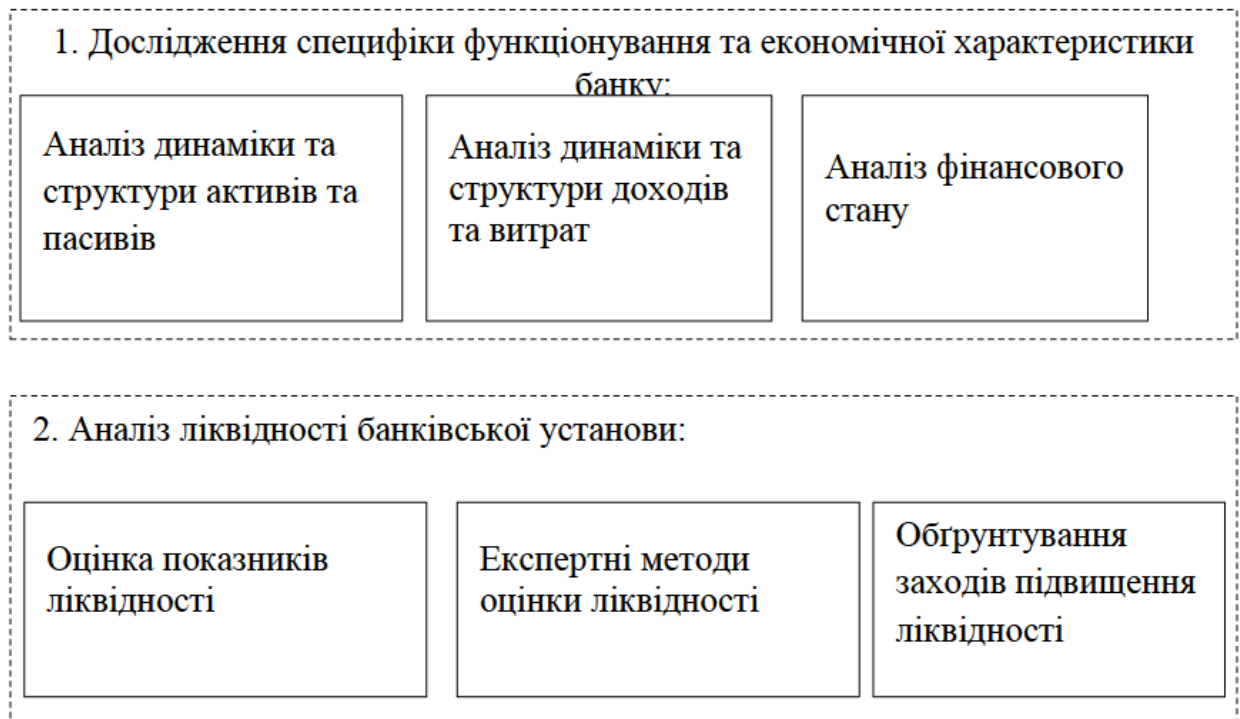 1. Дослідження специфіки функціонування та економічної характеристики
банку:
Аналіз динаміки та
структури активів та
пасивів
Аналіз динаміки та
структури доходів
та витрат
Аналіз фінансового
стану
2. Аналіз ліквідності банківської установи:
Оцінка показників
ліквідності
Експертні методи
оцінки ліквідності
Обґрунтування
заходів підвищення
ліквідності